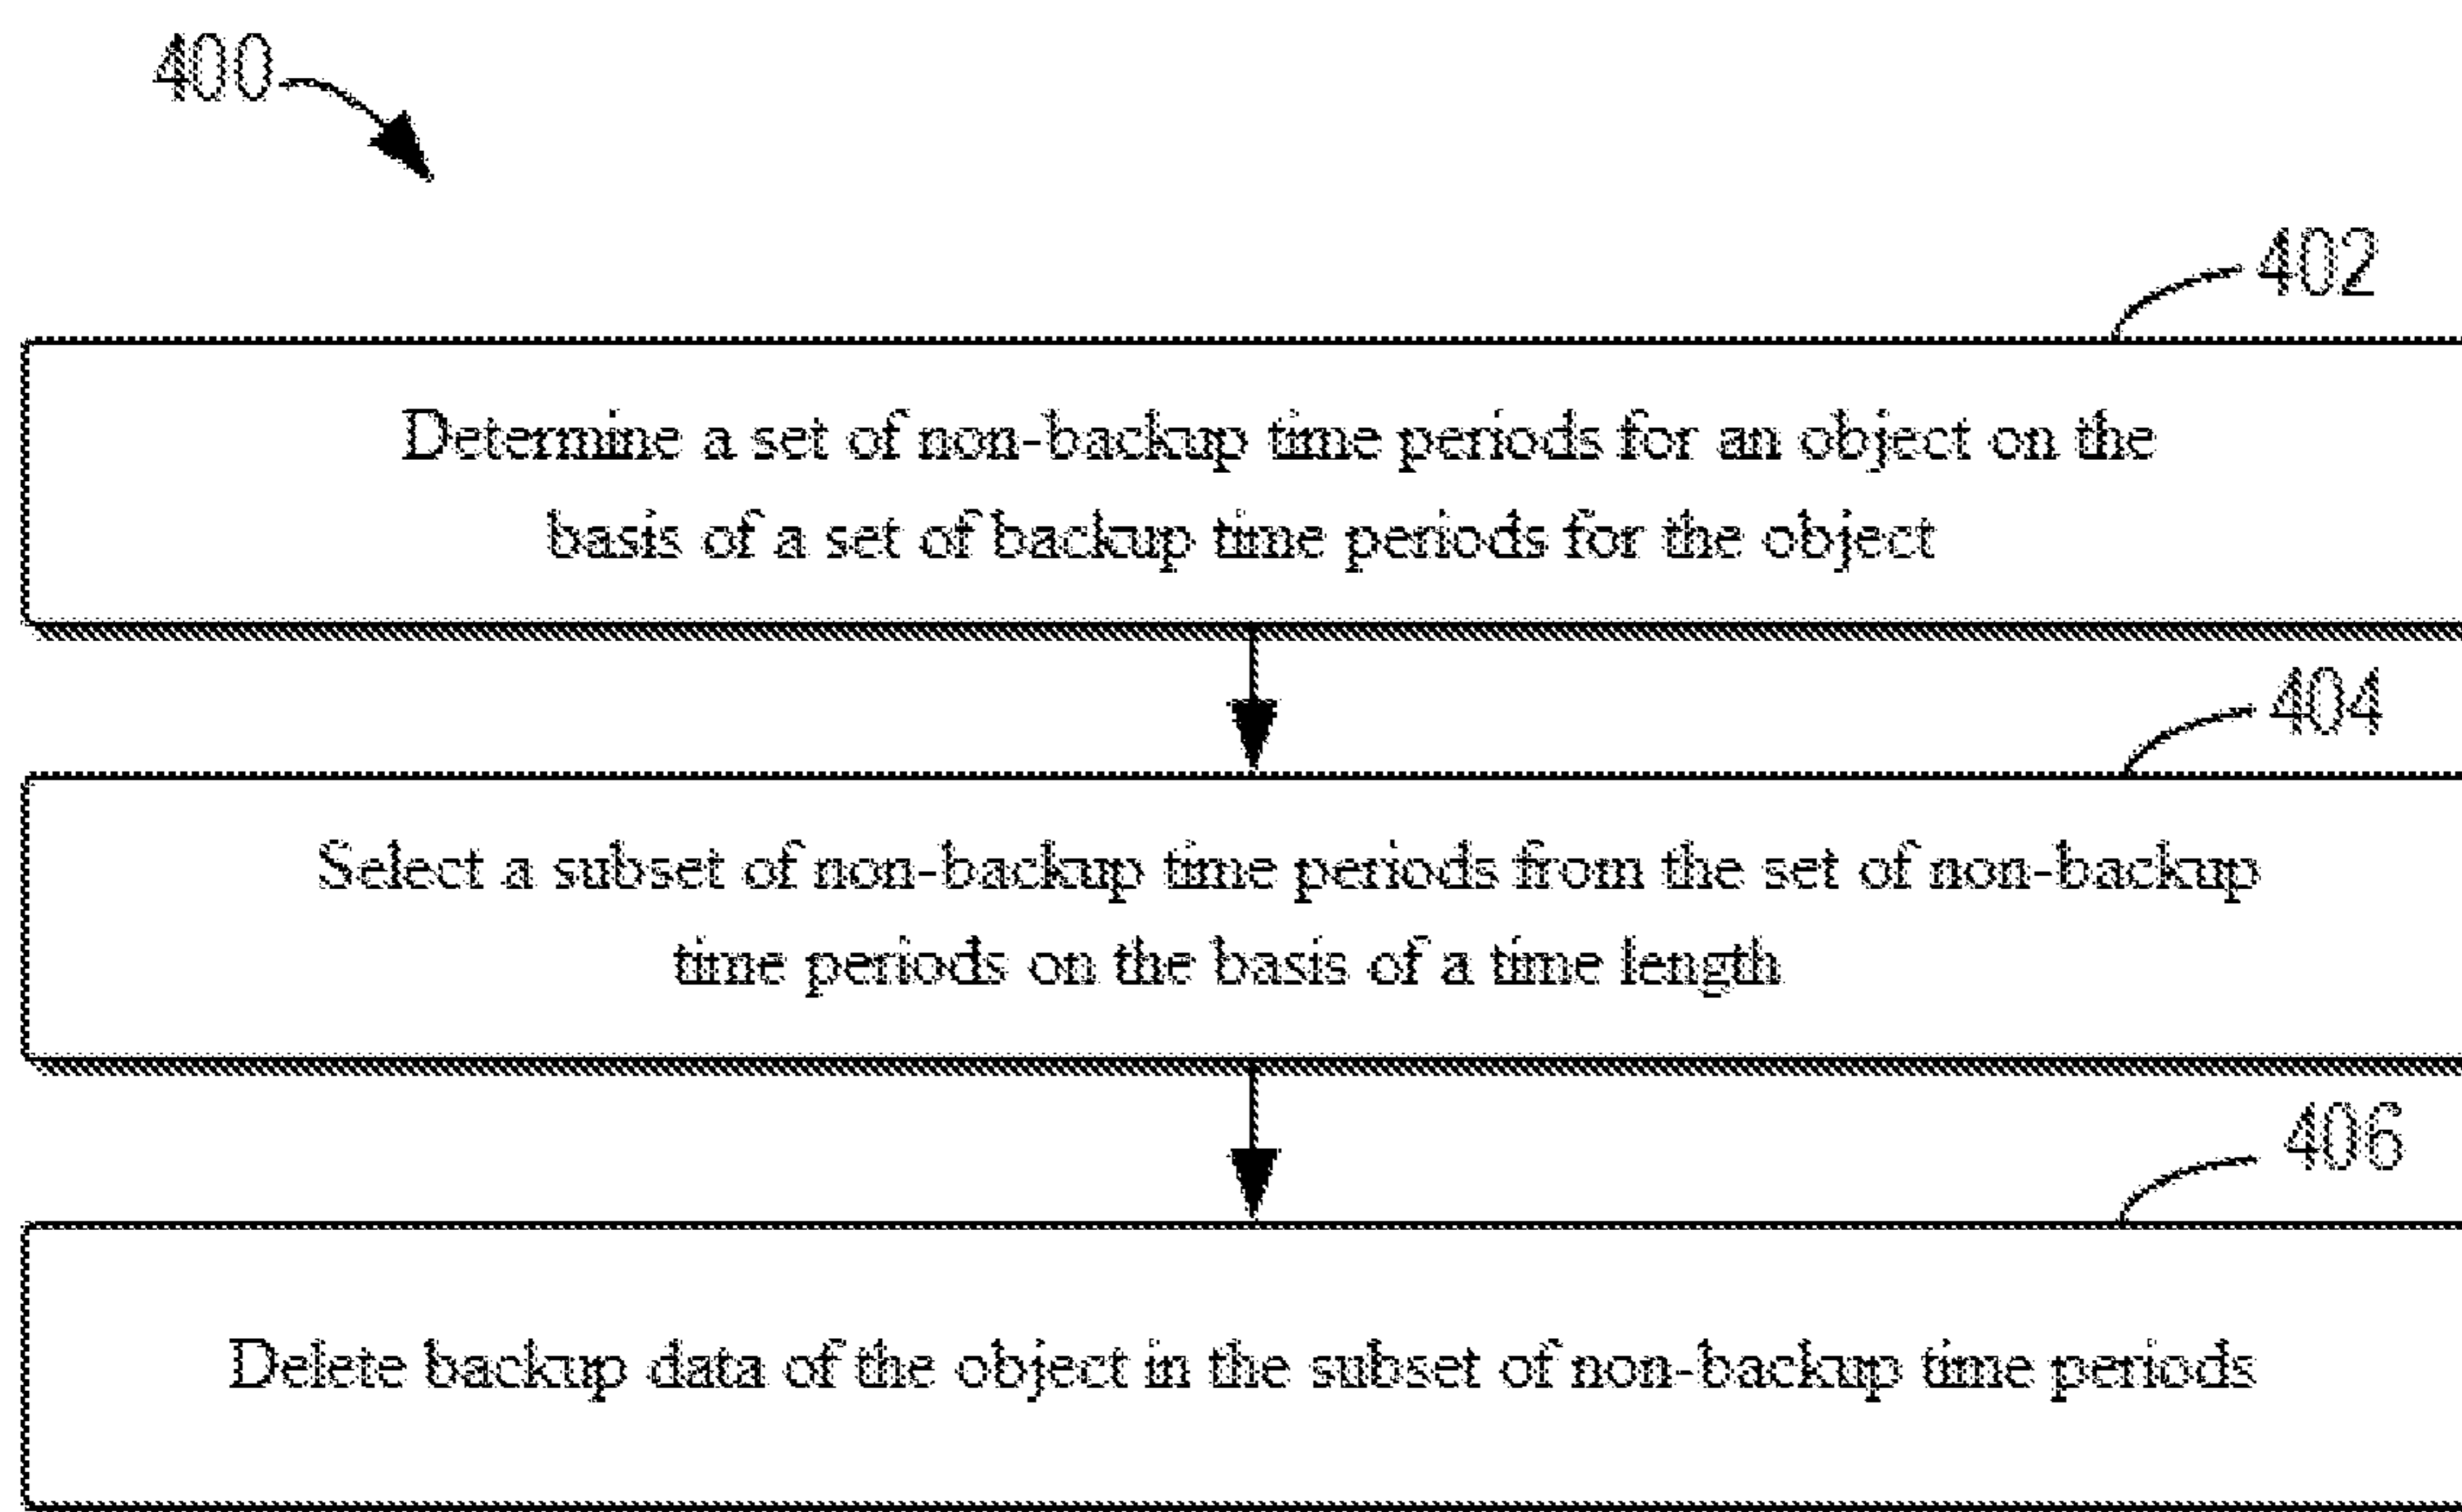 400
402
Determine a set of non-backup time periods for an object on the
basis of a set of backup time periods for the object
404
Select a subset of non-backup time periods from the set of non-backup
time periods on the basis of a time length
406
Delete backup data of the object in the subset of non-backup time periods